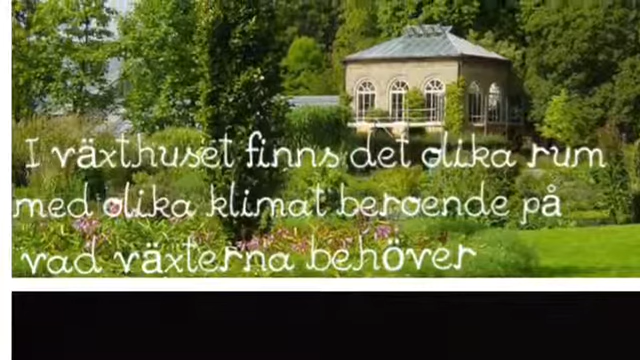 I växthuset finns det olika rum
med olika klimat beroende på
vad växterna behöver